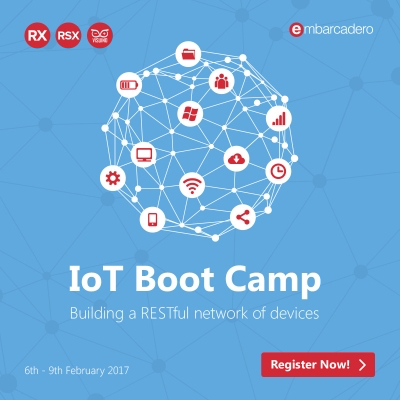 RX
RSX
embarcadero
IoT Boot Camp
Building a RESTful network of devices
6th - 9th February 2017
Register Now!